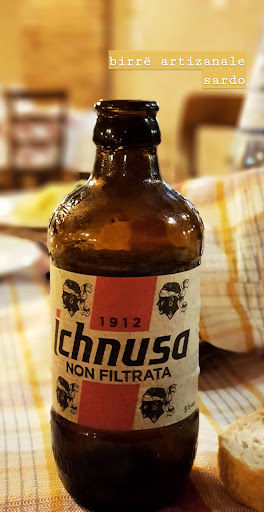 birrë artizanale
sardo
1912
ichnusa
NON FILTRATA